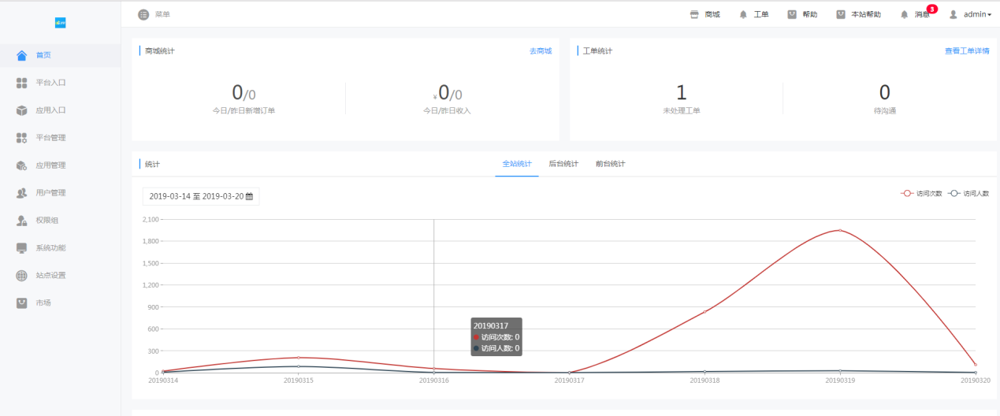 菜单
商城
工单
帮助
本站帮助
消息
3
admin
首页
平台入口
应用入口
平台管理
应用管理
用户管理
权限组
系统功能
站点设置
市场
商城统计
去商城
0/0
今日/昨日新增订单
¥0/0
今日/昨日收入
工单统计
查看工单详情
1
未处理工单
0
待沟通
统计
全站统计
后台统计
前台统计
2019-03-14 至 2019-03-20
访问次数
访问人数
2,100
1,800
1,500
1,200
900
600
300
0
20190317
访问次数: 0
访问人数: 0
20190314
20190315
20190316
20190317
20190318
20190319
20190320